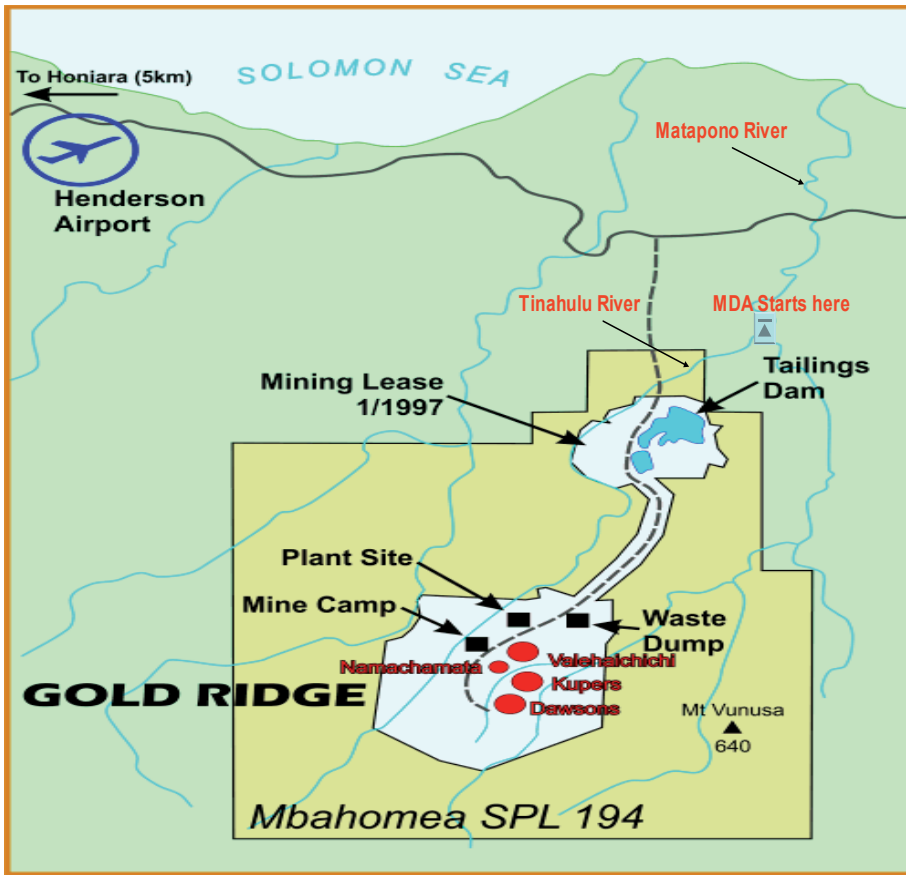 To Honiara (5km)
SOLOMON SEA
Matapono River
Henderson
Airport
Tinahulu River
MDA Starts here
Mining Lease
1/1997
Tailings
Dam
Plant Site
Mine Camp
Waste
Dump
Namachamata
Valehaichichi
Kupers
Dawsons
GOLD RIDGE
Mt Vunusa
640
Mbahomea SPL 194